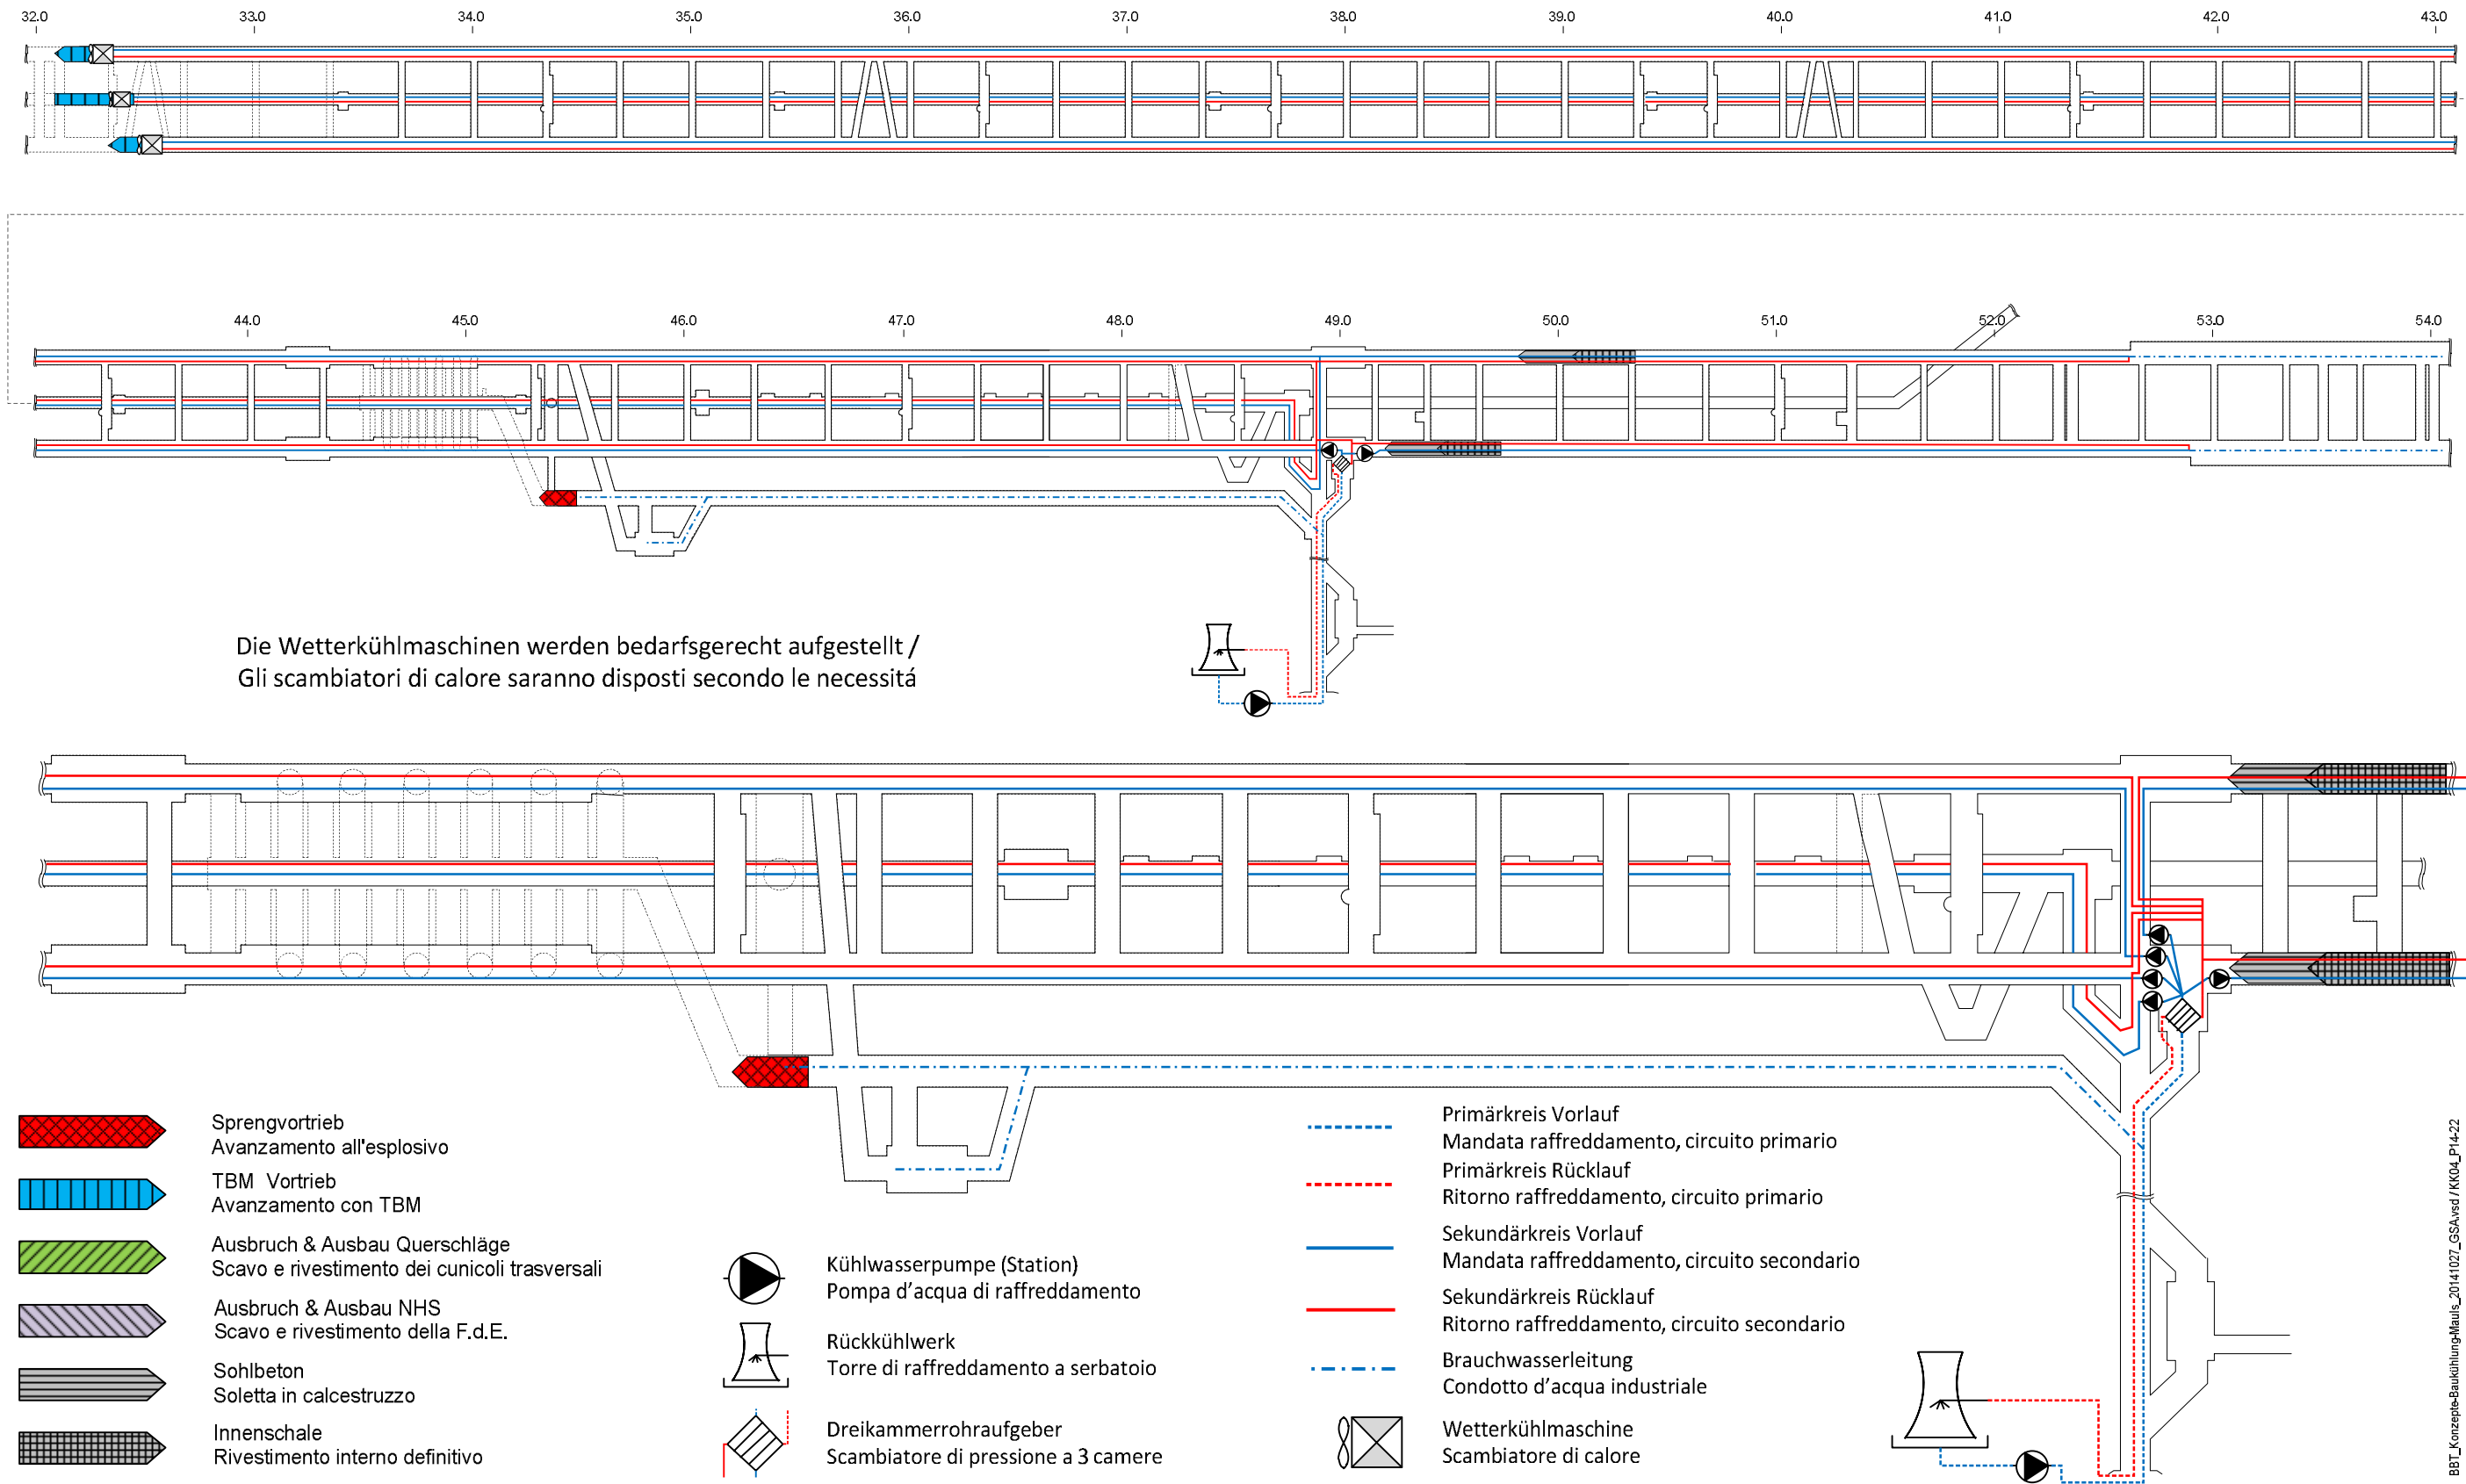 32.0 33.0 34.0 35.0 36.0 37.0 38.0 39.0 40.0 41.0 42.0 43.0
44.0 45.0 46.0 47.0 48.0 49.0 50.0 51.0 52.0 53.0 54.0
Die Wetterkühlmaschinen werden bedarfsgerecht aufgestellt /
Gli scambiatori di calore saranno disposti secondo le necessitá
Sprengvortrieb
Avanzamento all'esplosivo
TBM Vortrieb
Avanzamento con TBM
Ausbruch & Ausbau Querschläge
Scavo e rivestimento dei cunicoli trasversali
Ausbruch & Ausbau NHS
Scavo e rivestimento della F.d.E.
Sohlbeton
Soletta in calcestruzzo
Innenschale
Rivestimento interno definitivo
Kühlwasserpumpe (Station)
Pompa d’acqua di raffreddamento
Rückkühlwerk
Torre di raffreddamento a serbatoio
Dreikammerrohraufgeber
Scambiatore di pressione a 3 camere
Primärkreis Vorlauf
Mandata raffreddamento, circuito primario
Primärkreis Rücklauf
Ritorno raffreddamento, circuito primario
Sekundärkreis Vorlauf
Mandata raffreddamento, circuito secondario
Sekundärkreis Rücklauf
Ritorno raffreddamento, circuito secondario
Brauchwasserleitung
Condotto d’acqua industriale
Wetterkühlmaschine
Scambiatore di calore
BBT_Konzepte-Baukühlung-Mauls_20141027_GSA.vsd / KK04_P14-22